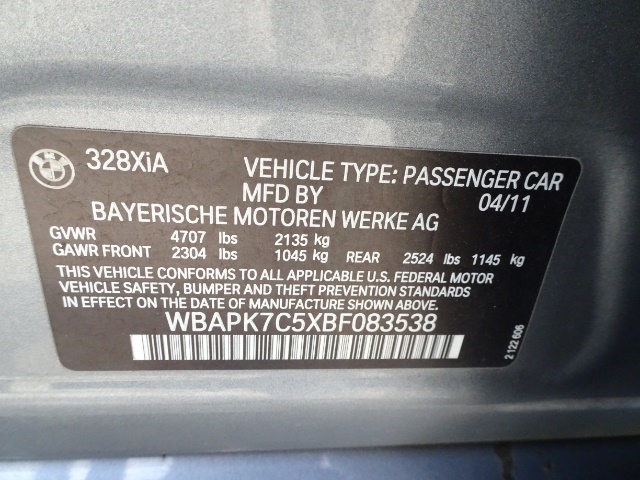 BMW
328XiA VEHICLE TYPE: PASSENGER CAR
MFD BY 04/11
BAYERISCHE MOTOREN WERKE AG
GVWR 4707 lbs 2135 kg
GAWR FRONT 2304 lbs 1045 kg REAR 2524 lbs 1145 kg
THIS VEHICLE CONFORMS TO ALL APPLICABLE U.S. FEDERAL MOTOR
VEHICLE SAFETY, BUMPER AND THEFT PREVENTION STANDARDS
IN EFFECT ON THE DATE OF MANUFACTURE SHOWN ABOVE.
WBAPK7C5XBF083538
2 122 606